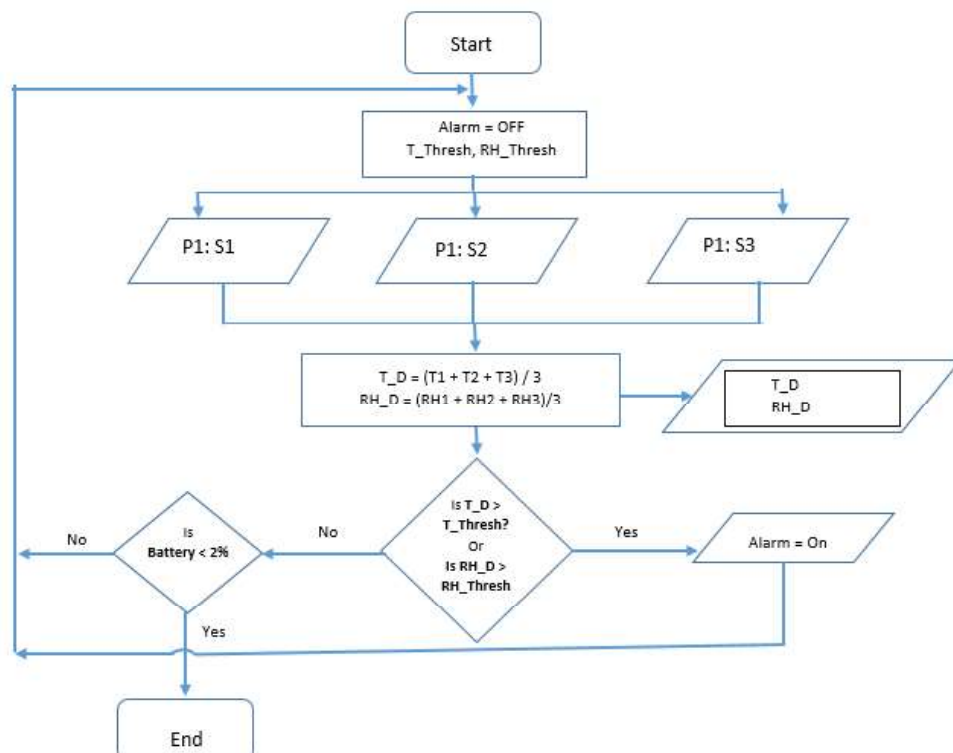 Start
Alarm = OFF
T_Thresh, RH_Thresh
P1: S1
P1: S2
P1: S3
T_D = (T1 + T2 + T3) / 3
RH_D = (RH1 + RH2 + RH3)/3
T_D
RH_D
Is T_D >
T_Thresh?
Or
Is RH_D >
RH_Thresh
No
Is
Battery < 2%
No
Yes
Alarm = On
Yes
End